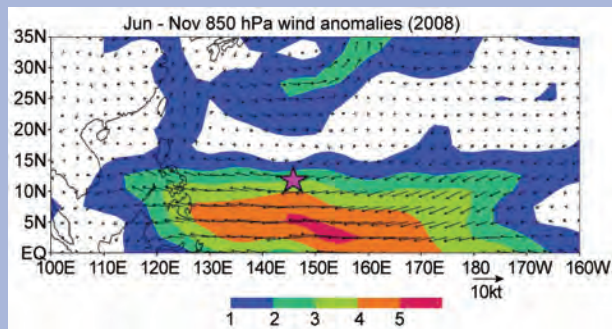 Jun - Nov 850 hPa wind anomalies (2008)
35N
30N
25N
20N
15N
10N
5N
EQ
100E 110E 120E 130E 140E 150E 160E 170E 180 170W 160W
10kt
1 2 3 4 5